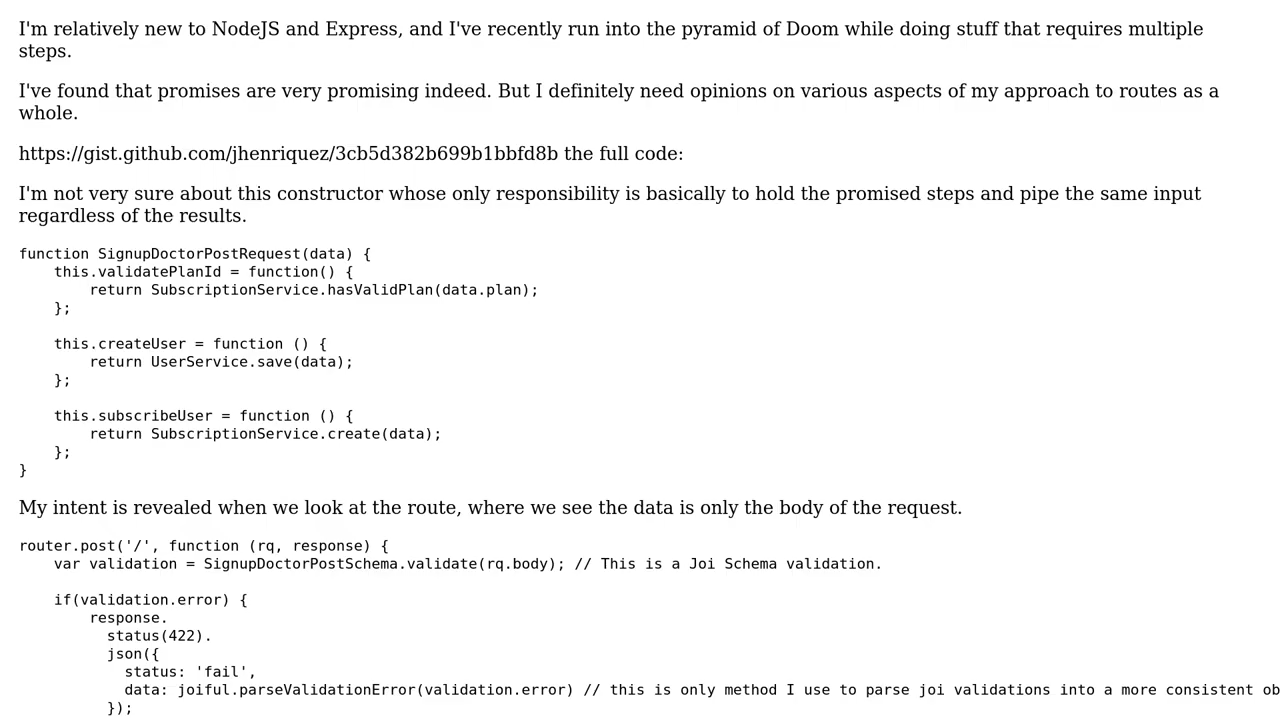 I'm relatively new to NodeJS and Express, and I've recently run into the pyramid of Doom while doing stuff that requires multiple
steps.
I've found that promises are very promising indeed. But I definitely need opinions on various aspects of my approach to routes as a
whole.
https://gist.github.com/jhenriquez/3cb5d382b699b1bbfd8b the full code:
I'm not very sure about this constructor whose only responsibility is basically to hold the promised steps and pipe the same input
regardless of the results.
function SignupDoctorPostRequest(data) {
    this.validatePlanId = function() {
        return SubscriptionService.hasValidPlan(data.plan);
    };
    this.createUser = function () {
        return UserService.save(data);
    };
    this.subscribeUser = function () {
        return SubscriptionService.create(data);
    };
}
My intent is revealed when we look at the route, where we see the data is only the body of the request.
router.post('/', function (rq, response) {
    var validation = SignupDoctorPostSchema.validate(rq.body); // This is a Joi Schema validation.
    if(validation.error) {
        response.
          status(422).
          json({
            status: 'fail',
            data: joiful.parseValidationError(validation.error) // this is only method I use to parse joi validations into a more consistent ob
          });